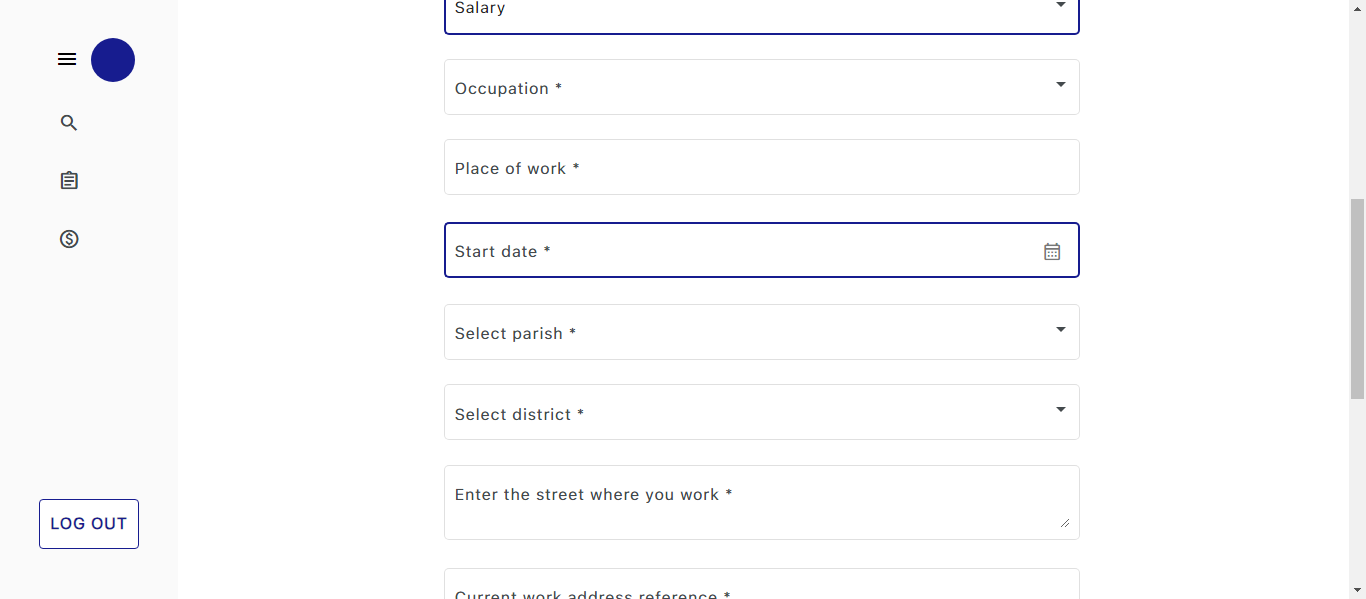 Salary
Occupation *
Place of work *
Start date *
Select parish *
Select district *
Enter the street where you work *
LOG OUT
Current work address reference *